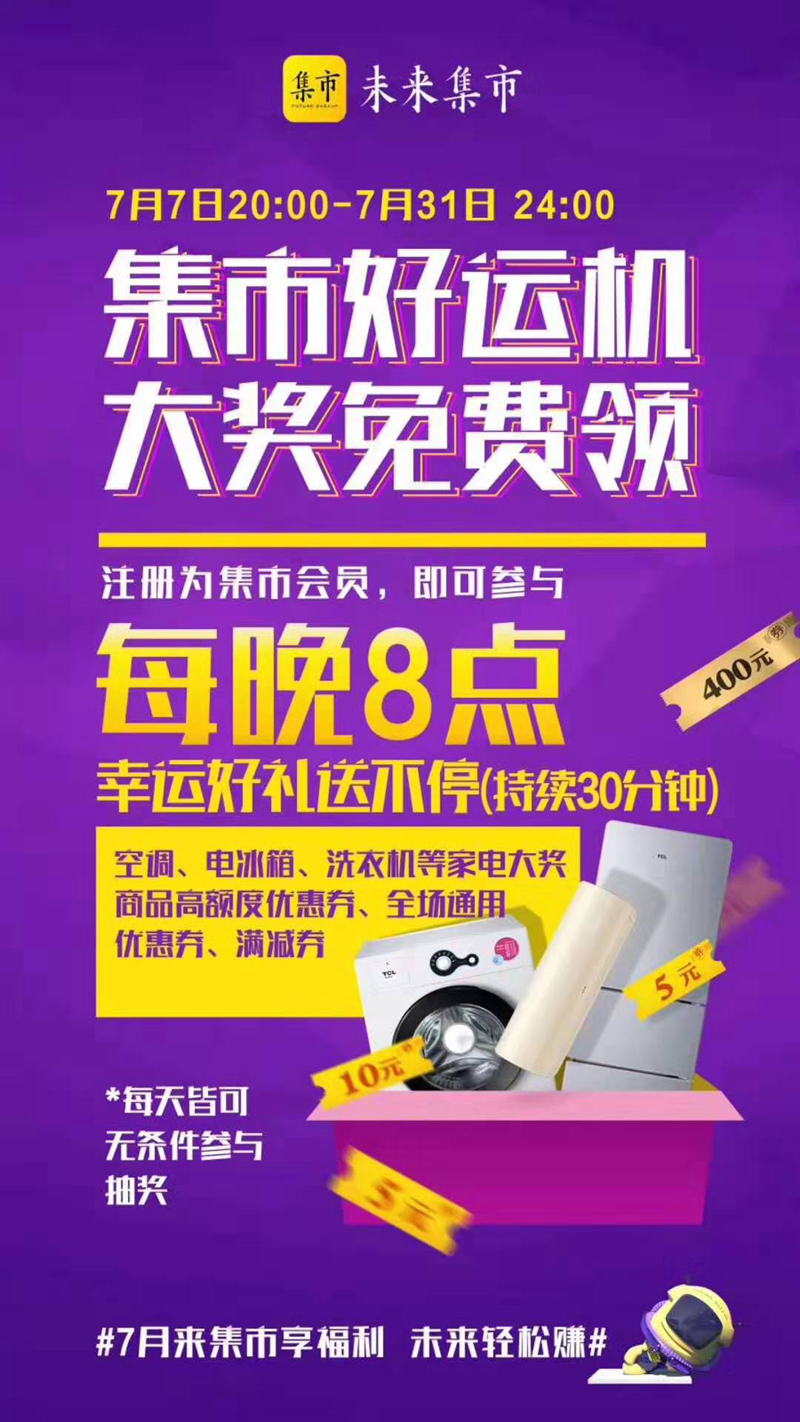 集市
未来集市
7月7日20:00-7月31日 24:00
集市好运机
大奖免费领
注册为集市会员，即可参与
每晚8点
幸运好礼送不停(持续30分钟)
400元
券
空调、电冰箱、洗衣机等家电大奖
商品高额度优惠券、全场通用
优惠券、满减券
TCL
TCL
5元
券
10元
券
*每天皆可
无条件参与
抽奖
5元
#7月来集市享福利 未来轻松赚#